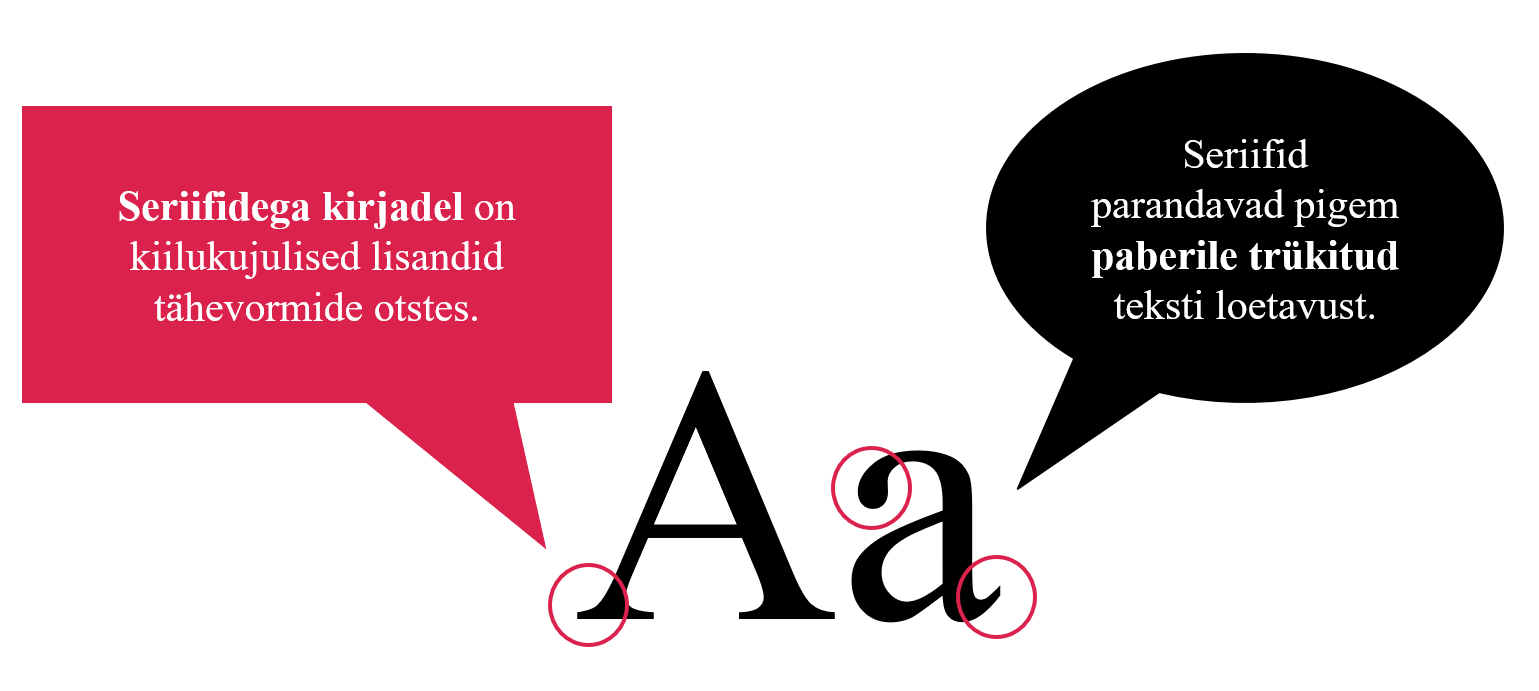 Seriifidega kirjadel on
kiilukujulised lisandid
tähevormide otstes.
Seriifid
parandavad pigem
paberile trükitud
teksti loetavust.
Aa